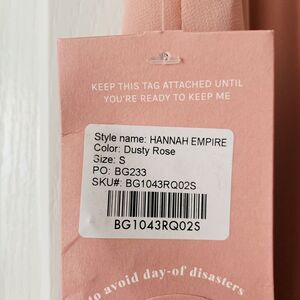 KEEP THIS TAG ATTACHED UNTIL
YOU'RE READY TO KEEP ME
Style name: HANNAH EMPIRE
Color: Dusty Rose
Size: S
PO: BG233
SKU#: BG1043RQ02S
BG1043RQ02S
to avoid day-of disasters